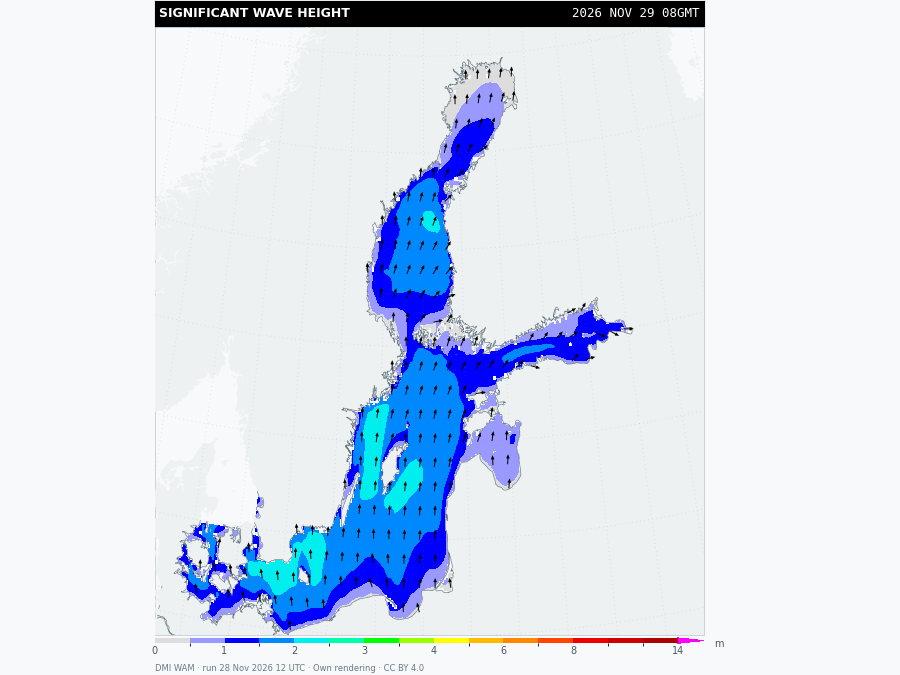 SIGNIFICANT WAVE HEIGHT 2026 NOV 29 08GMT
0 1 2 3 4 6 8 14 m
DMI WAM · run 28 Nov 2026 12 UTC · Own rendering · CC BY 4.0